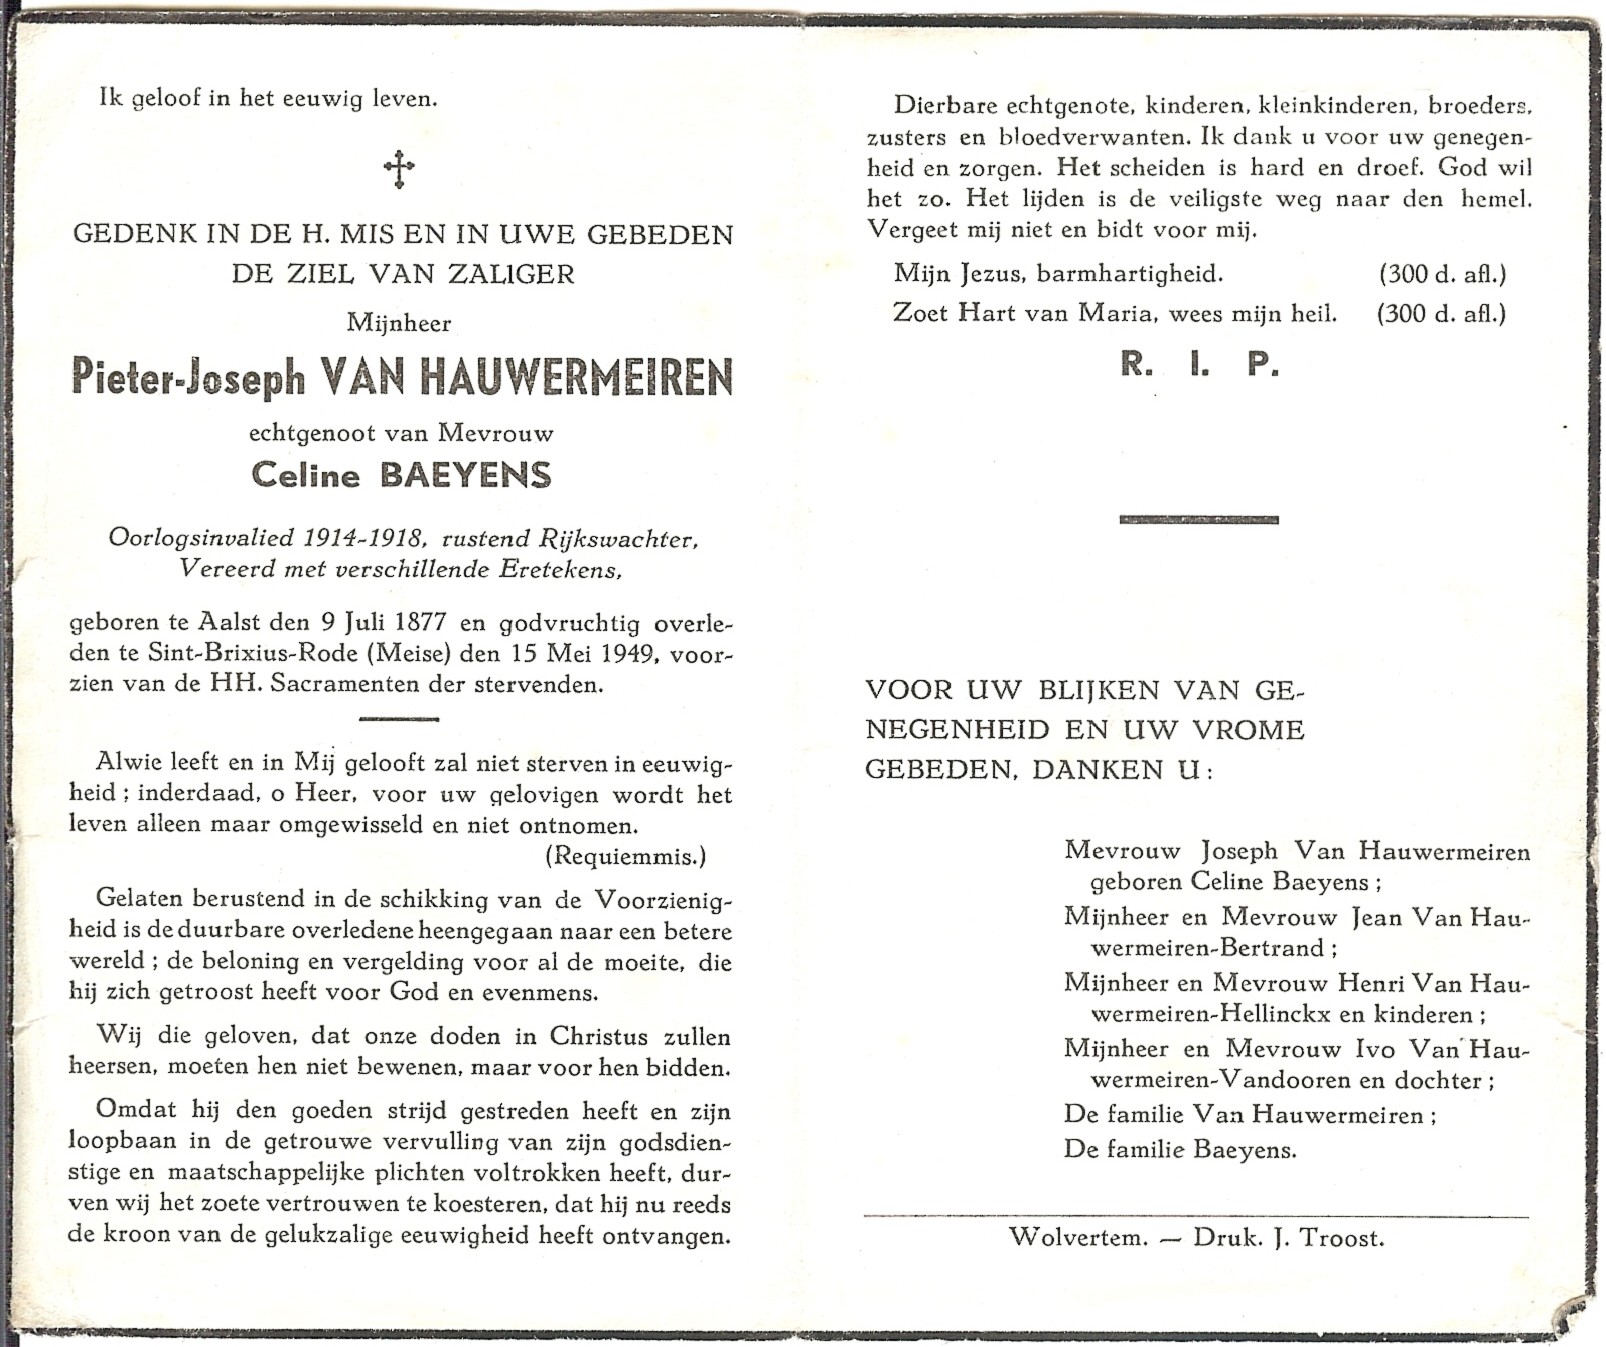 Ik geloof in het eeuwig leven.
GEDENK IN DE H. MIS EN IN UWE GEBEDEN
DE ZIEL VAN ZALIGER
Mijnheer
Pieter-Joseph VAN HAUWERMEIREN
echtgenoot van Mevrouw
Celine BAEYENS
Oorlogsinvalied 1914-1918, rustend Rijkswachter,
Vereerd met verschillende Eretekens,
geboren te Aalst den 9 Juli 1877 en godvruchtig overle-
den te Sint-Brixius-Rode (Meise) den 15 Mei 1949, voor-
zien van de HH. Sacramenten der stervenden.
Alwie leeft en in Mij gelooft zal niet sterven in eeuwig-
heid ; inderdaad, o Heer, voor uw gelovigen wordt het
leven alleen maar omgewisseld en niet ontnomen.
(Requiemmis.)
Gelaten berustend in de schikking van de Voorzienig-
heid is de duurbare overledene heengegaan naar een betere
wereld ; de beloning en vergelding voor al de moeite, die
hij zich getroost heeft voor God en evenmens.
Wij die geloven, dat onze doden in Christus zullen
heersen, moeten hen niet bewenen, maar voor hen bidden.
Omdat hij den goeden strijd gestreden heeft en zijn
loopbaan in de getrouwe vervulling van zijn godsdien-
stige en maatschappelijke plichten voltrokken heeft, dur-
ven wij het zoete vertrouwen te koesteren, dat hij nu reeds
de kroon van de gelukzalige eeuwigheid heeft ontvangen.
Dierbare echtgenote, kinderen, kleinkinderen, broeders,
zusters en bloedverwanten. Ik dank u voor uw genegen-
heid en zorgen. Het scheiden is hard en droef. God wil
het zo. Het lijden is de veiligste weg naar den hemel.
Vergeet mij niet en bidt voor mij.
Mijn Jezus, barmhartigheid. (300 d. afl.)
Zoet Hart van Maria, wees mijn heil. (300 d. afl.)
R. I. P.
VOOR UW BLIJKEN VAN GE-
NEGENHEID EN UW VROME
GEBEDEN, DANKEN U :
Mevrouw Joseph Van Hauwermeiren
geboren Celine Baeyens ;
Mijnheer en Mevrouw Jean Van Hau-
wermeiren-Bertrand ;
Mijnheer en Mevrouw Henri Van Hau-
wermeiren-Hellinckx en kinderen ;
Mijnheer en Mevrouw Ivo Van Hau-
wermeiren-Vandooren en dochter ;
De familie Van Hauwermeiren ;
De familie Baeyens.
Wolvertem. — Druk. J. Troost.